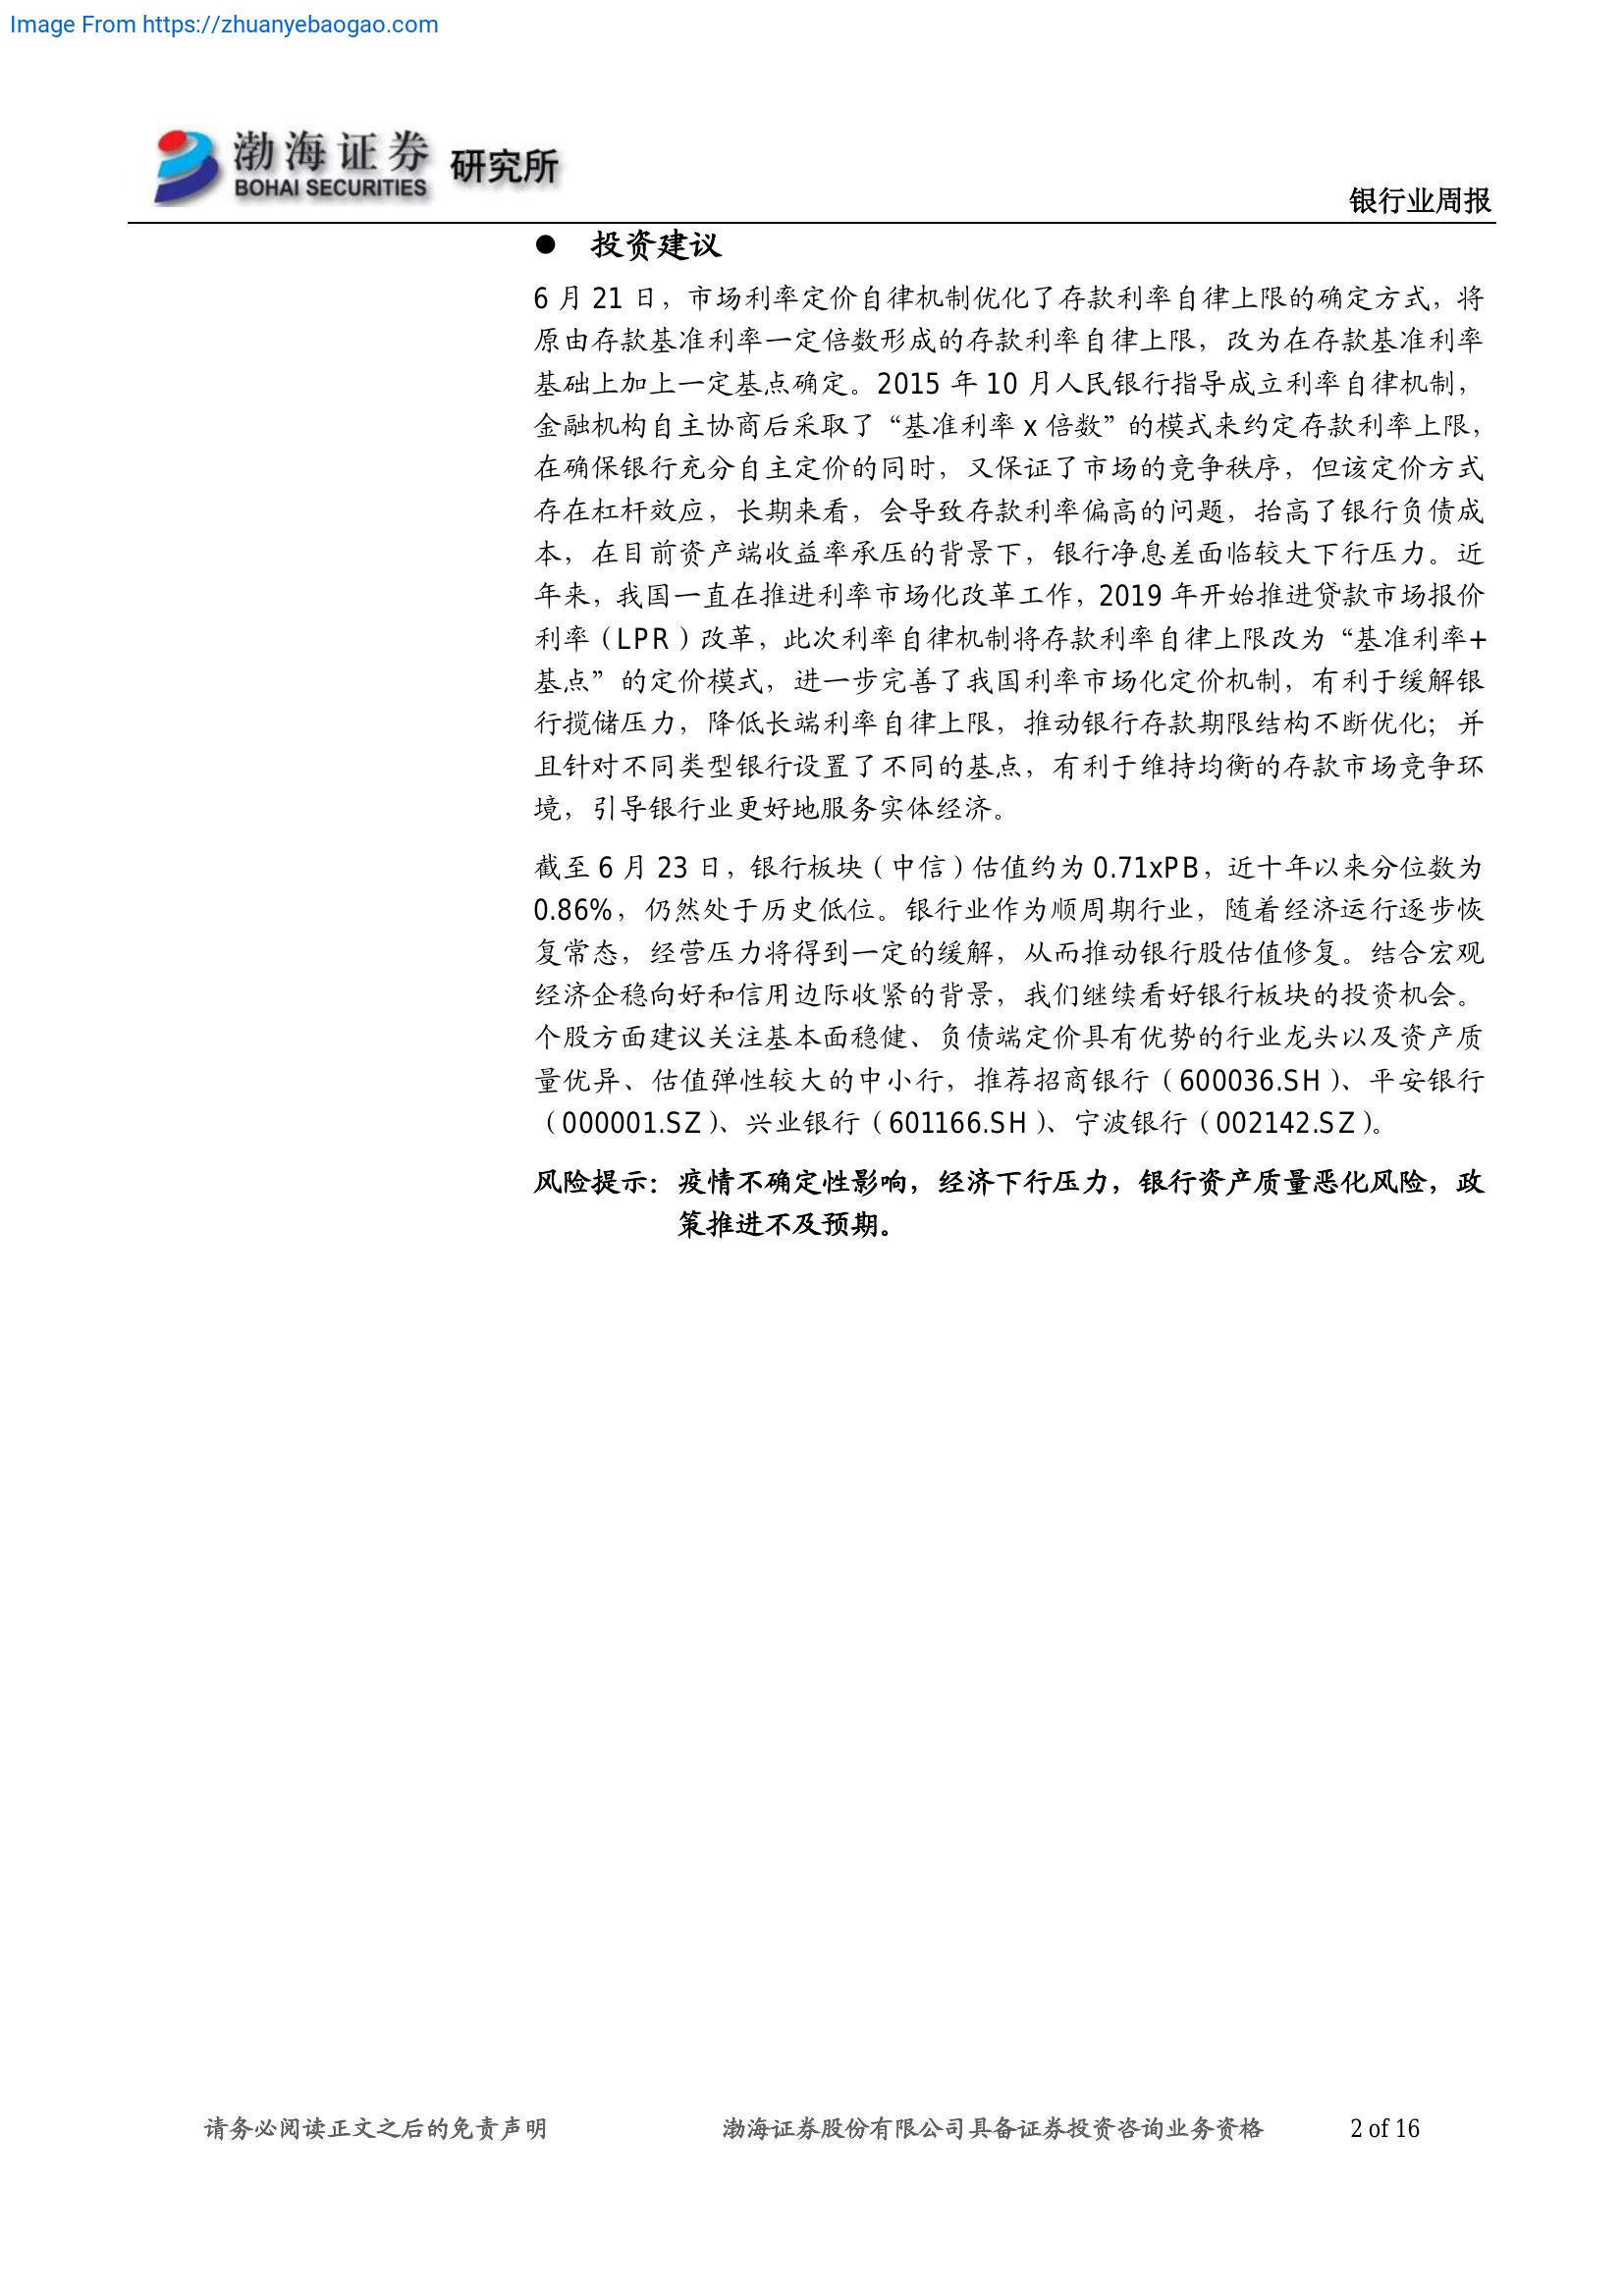 Image From https://zhuanyebaogao.com
渤海证券 研究所
BOHAI SECURITIES
银行业周报
● 投资建议
6 月 21 日，市场利率定价自律机制优化了存款利率自律上限的确定方式，将
原由存款基准利率一定倍数形成的存款利率自律上限，改为在存款基准利率
基础上加上一定基点确定。2015 年 10 月人民银行指导成立利率自律机制，
金融机构自主协商后采取了“基准利率 x 倍数”的模式来约定存款利率上限，
在确保银行充分自主定价的同时，又保证了市场的竞争秩序，但该定价方式
存在杠杆效应，长期来看，会导致存款利率偏高的问题，抬高了银行负债成
本，在目前资产端收益率承压的背景下，银行净息差面临较大下行压力。近
年来，我国一直在推进利率市场化改革工作，2019 年开始推进贷款市场报价
利率（LPR）改革，此次利率自律机制将存款利率自律上限改为“基准利率+
基点”的定价模式，进一步完善了我国利率市场化定价机制，有利于缓解银
行揽储压力，降低长端利率自律上限，推动银行存款期限结构不断优化；并
且针对不同类型银行设置了不同的基点，有利于维持均衡的存款市场竞争环
境，引导银行业更好地服务实体经济。
截至 6 月 23 日，银行板块（中信）估值约为 0.71xPB，近十年以来分位数为
0.86%，仍然处于历史低位。银行业作为顺周期行业，随着经济运行逐步恢
复常态，经营压力将得到一定的缓解，从而推动银行股估值修复。结合宏观
经济企稳向好和信用边际收紧的背景，我们继续看好银行板块的投资机会。
个股方面建议关注基本面稳健、负债端定价具有优势的行业龙头以及资产质
量优异、估值弹性较大的中小行，推荐招商银行（600036.SH）、平安银行
（000001.SZ）、兴业银行（601166.SH）、宁波银行（002142.SZ）。
风险提示：疫情不确定性影响，经济下行压力，银行资产质量恶化风险，政
策推进不及预期。
请务必阅读正文之后的免责声明 渤海证券股份有限公司具备证券投资咨询业务资格 2 of 16